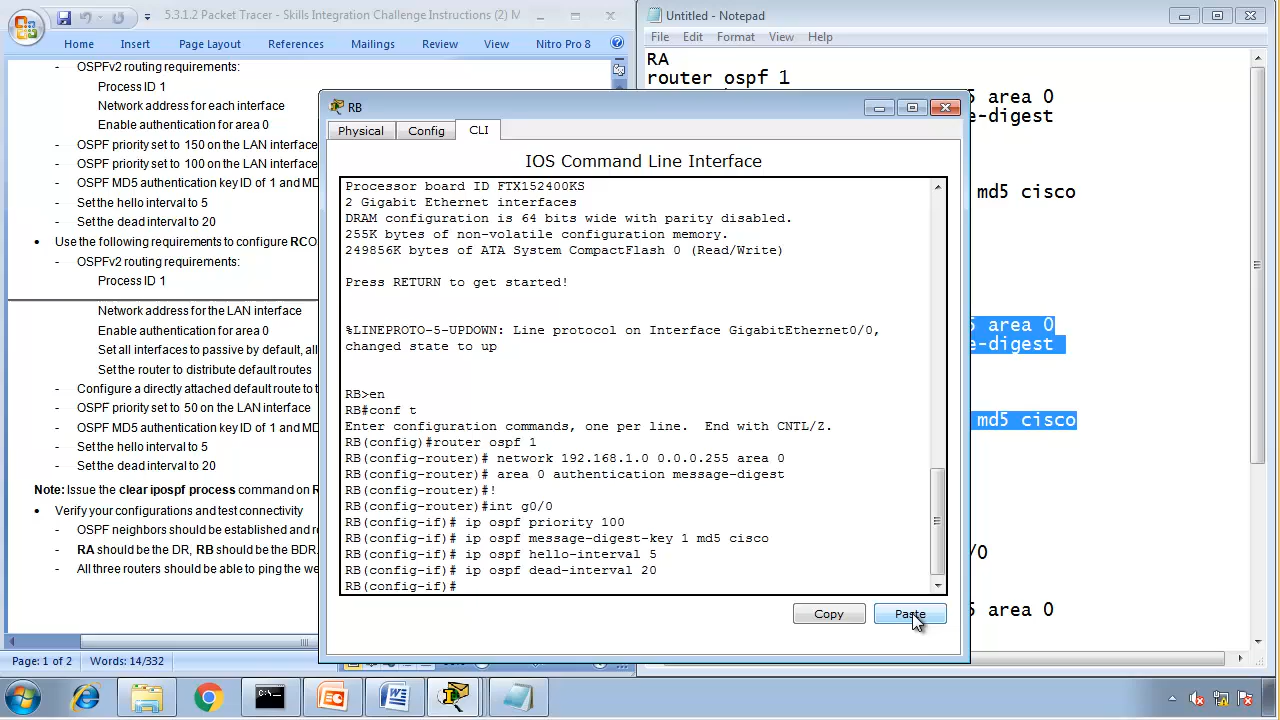 5.3.1.2 Packet Tracer - Skills Integration Challenge Instructions (I) M
Home Insert Page Layout References Mailings Review View Nitro Pro 8
- OSPFv2 routing requirements:
Process ID 1
Network address for each interface
Enable authentication for area 0
- OSPF priority set to 150 on the LAN interface
- OSPF priority set to 100 on the LAN interface
- OSPF MD5 authentication key ID of 1 and MD
- Set the hello interval to 5
- Set the dead interval to 20
• Use the following requirements to configure RCO
- OSPFv2 routing requirements:
Process ID 1
Network address for the LAN interface
Enable authentication for area 0
Set all interfaces to passive by default, all
Set the router to distribute default routes
- Configure a directly attached default route to t
- OSPF priority set to 50 on the LAN interface
- OSPF MD5 authentication key ID of 1 and MD
- Set the hello interval to 5
- Set the dead interval to 20
Note: Issue the clear ipospf process command on R
• Verify your configurations and test connectivity
- OSPF neighbors should be established and r
- RA should be the DR, RB should be the BDR.
- All three routers should be able to ping the we
Page: 1 of 2 Words: 14/332
Untitled - Notepad
File Edit Format View Help
RA
router ospf 1
5 area 0
e-digest
md5 cisco
5 area 0
e-digest
md5 cisco
/0
5 area 0
RB
Physical Config CLI
IOS Command Line Interface
Processor board ID FTX152400KS
2 Gigabit Ethernet interfaces
DRAM configuration is 64 bits wide with parity disabled.
255K bytes of non-volatile configuration memory.
249856K bytes of ATA System CompactFlash 0 (Read/Write)
Press RETURN to get started!
%LINEPROTO-5-UPDOWN: Line protocol on Interface GigabitEthernet0/0,
changed state to up
RB>en
RB#conf t
Enter configuration commands, one per line. End with CNTL/Z.
RB(config)#router ospf 1
RB(config-router)# network 192.168.1.0 0.0.0.255 area 0
RB(config-router)# area 0 authentication message-digest
RB(config-router)#!
RB(config-router)#int g0/0
RB(config-if)# ip ospf priority 100
RB(config-if)# ip ospf message-digest-key 1 md5 cisco
RB(config-if)# ip ospf hello-interval 5
RB(config-if)# ip ospf dead-interval 20
RB(config-if)#
Copy Paste